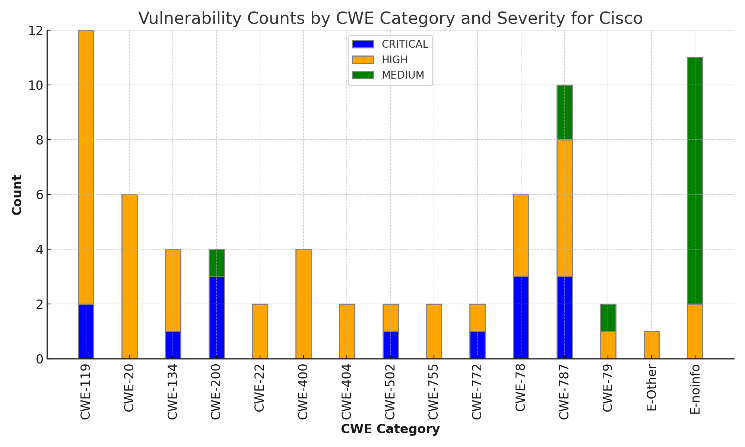 Vulnerability Counts by CWE Category and Severity for Cisco
CRITICAL
HIGH
MEDIUM
Count
12
10
8
6
4
2
0
CWE-119
CWE-20
CWE-134
CWE-200
CWE-22
CWE-400
CWE-404
CWE-502
CWE-755
CWE-772
CWE-78
CWE-787
CWE-79
E-Other
E-noinfo
CWE Category